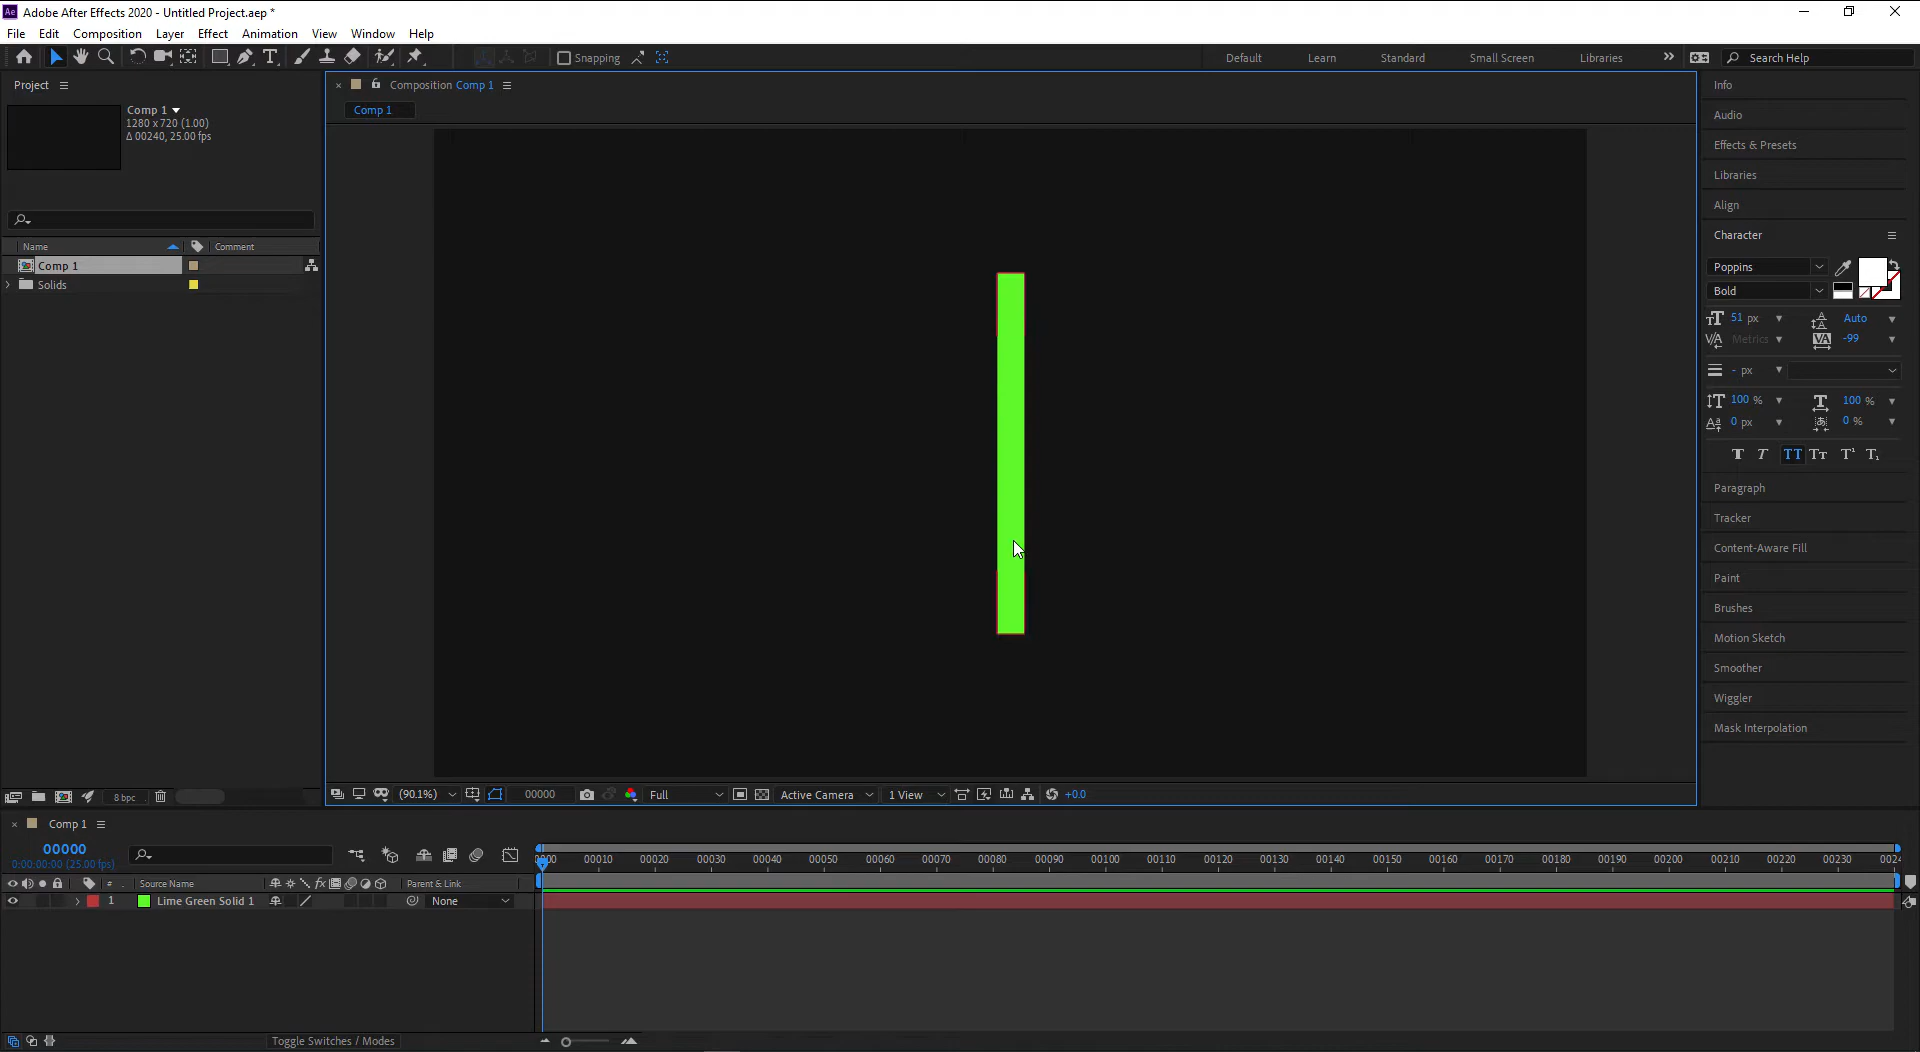 Ae Adobe After Effects 2020 - Untitled Project.aep *
File Edit Composition Layer Effect Animation View Window Help
Snapping Default Learn Standard Small Screen Libraries Search Help
Project
Comp 1
1280 x 720 (1.00)
Δ 00240, 25.00 fps
Name Comment
Comp 1
Solids
8 bpc
Composition Comp 1
Comp 1
(90.1%) 00000 Full Active Camera 1 View +0.0
Info
Audio
Effects & Presets
Libraries
Align
Character
Poppins
Bold
51 px Auto
Metrics -99
- px
100 % 100 %
0 px 0 %
Paragraph
Tracker
Content-Aware Fill
Paint
Brushes
Motion Sketch
Smoother
Wiggler
Mask Interpolation
Comp 1
00000
0:00:00:00 (25.00 fps)
00010 00020 00030 00040 00050 00060 00070 00080 00090 00100 00110 00120 00130 00140 00150 00160 00170 00180 00190 00200 00210 00220 00230
# Source Name fx Parent & Link
1 Lime Green Solid 1 None
Toggle Switches / Modes